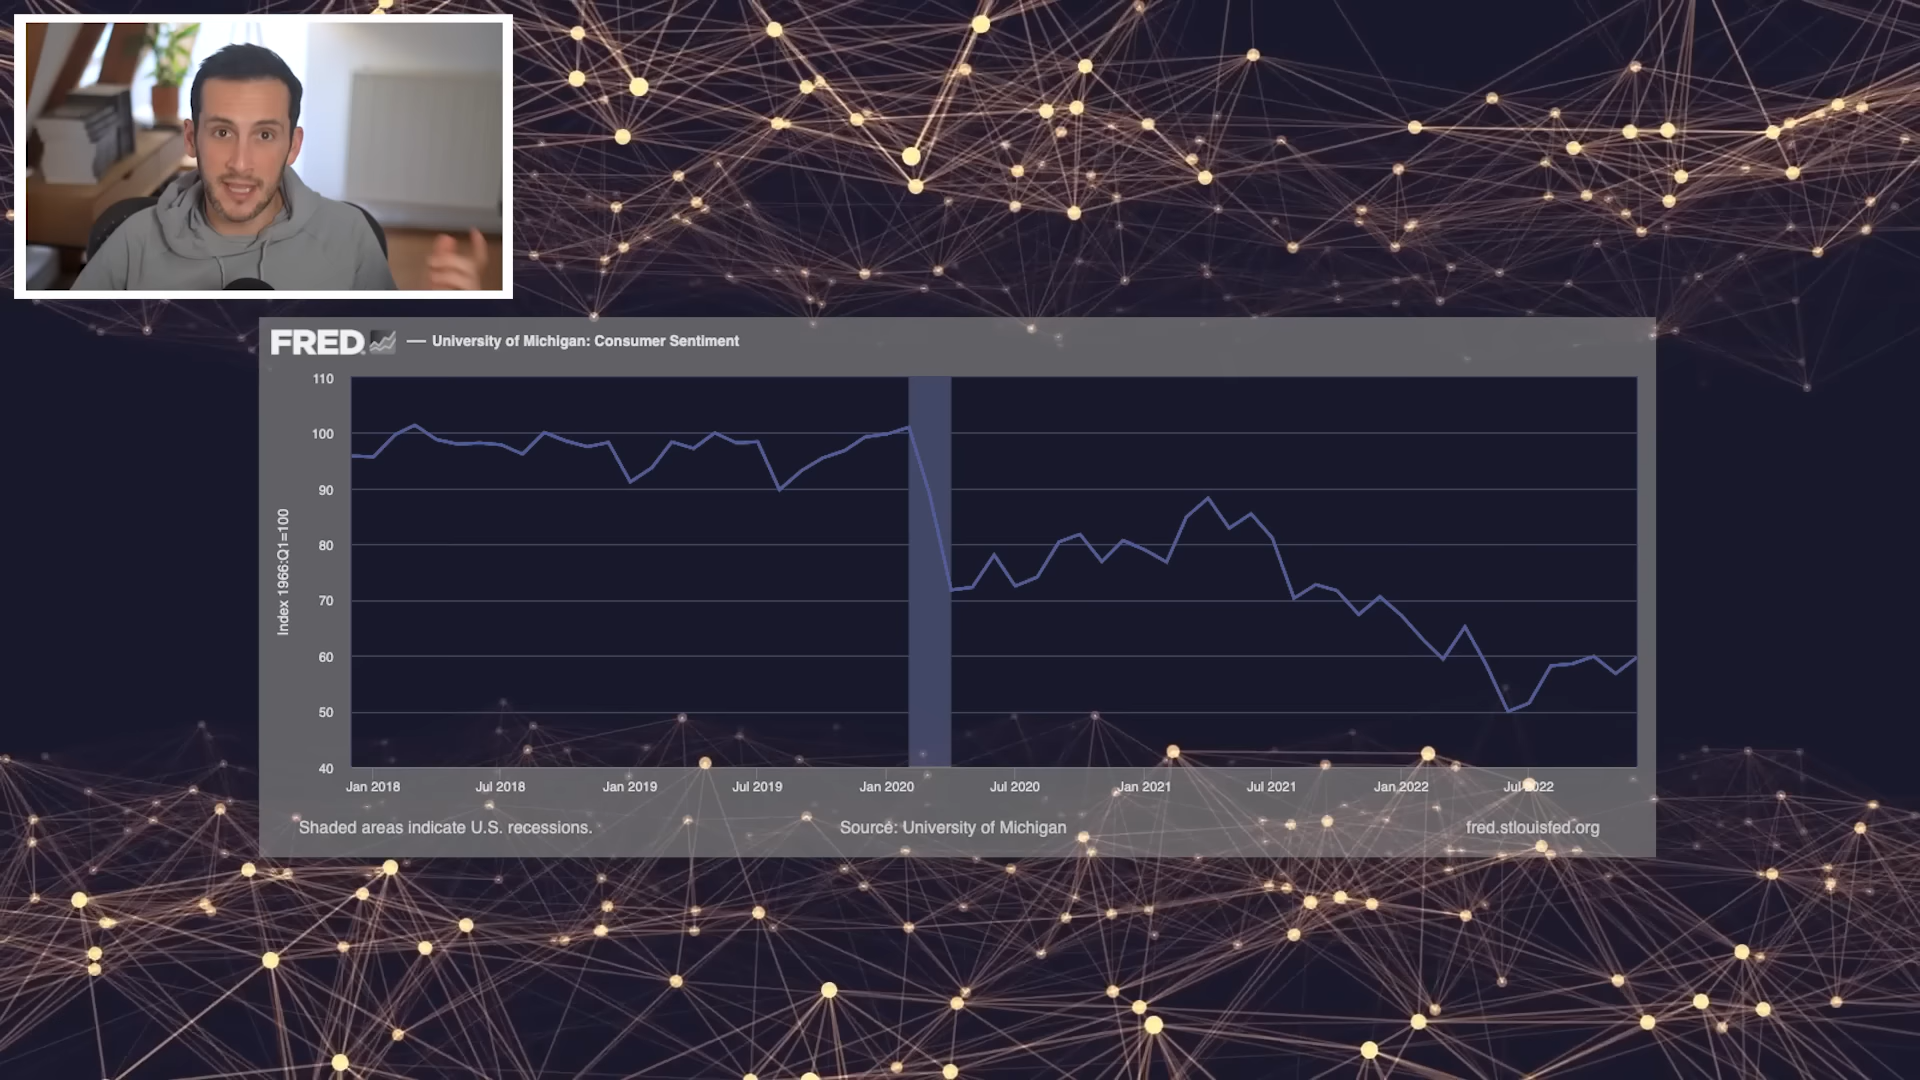 FRED — University of Michigan: Consumer Sentiment
110
100
90
80
70
60
50
40
Index 1966:Q1=100
Jan 2018 Jul 2018 Jan 2019 Jul 2019 Jan 2020 Jul 2020 Jan 2021 Jul 2021 Jan 2022 Jul 2022
Shaded areas indicate U.S. recessions. Source: University of Michigan fred.stlouisfed.org